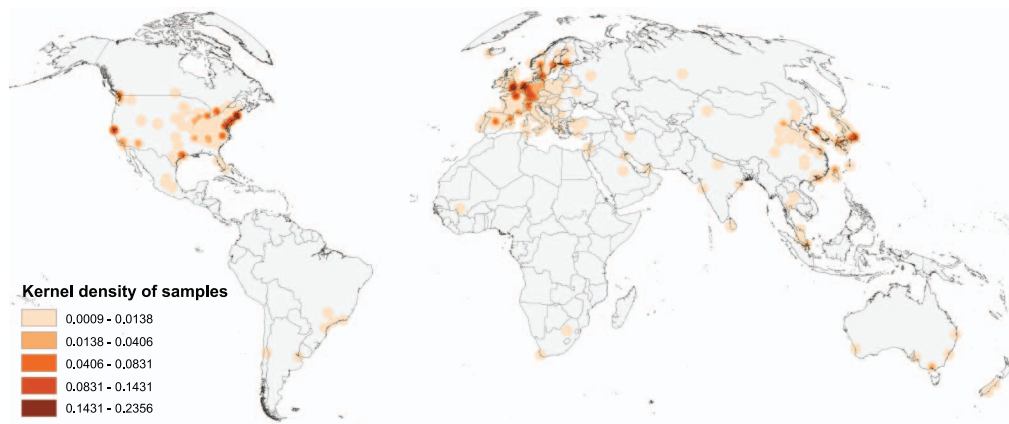 Kernel density of samples
0.0009 - 0.0138
0.0138 - 0.0406
0.0406 - 0.0831
0.0831 - 0.1431
0.1431 - 0.2356